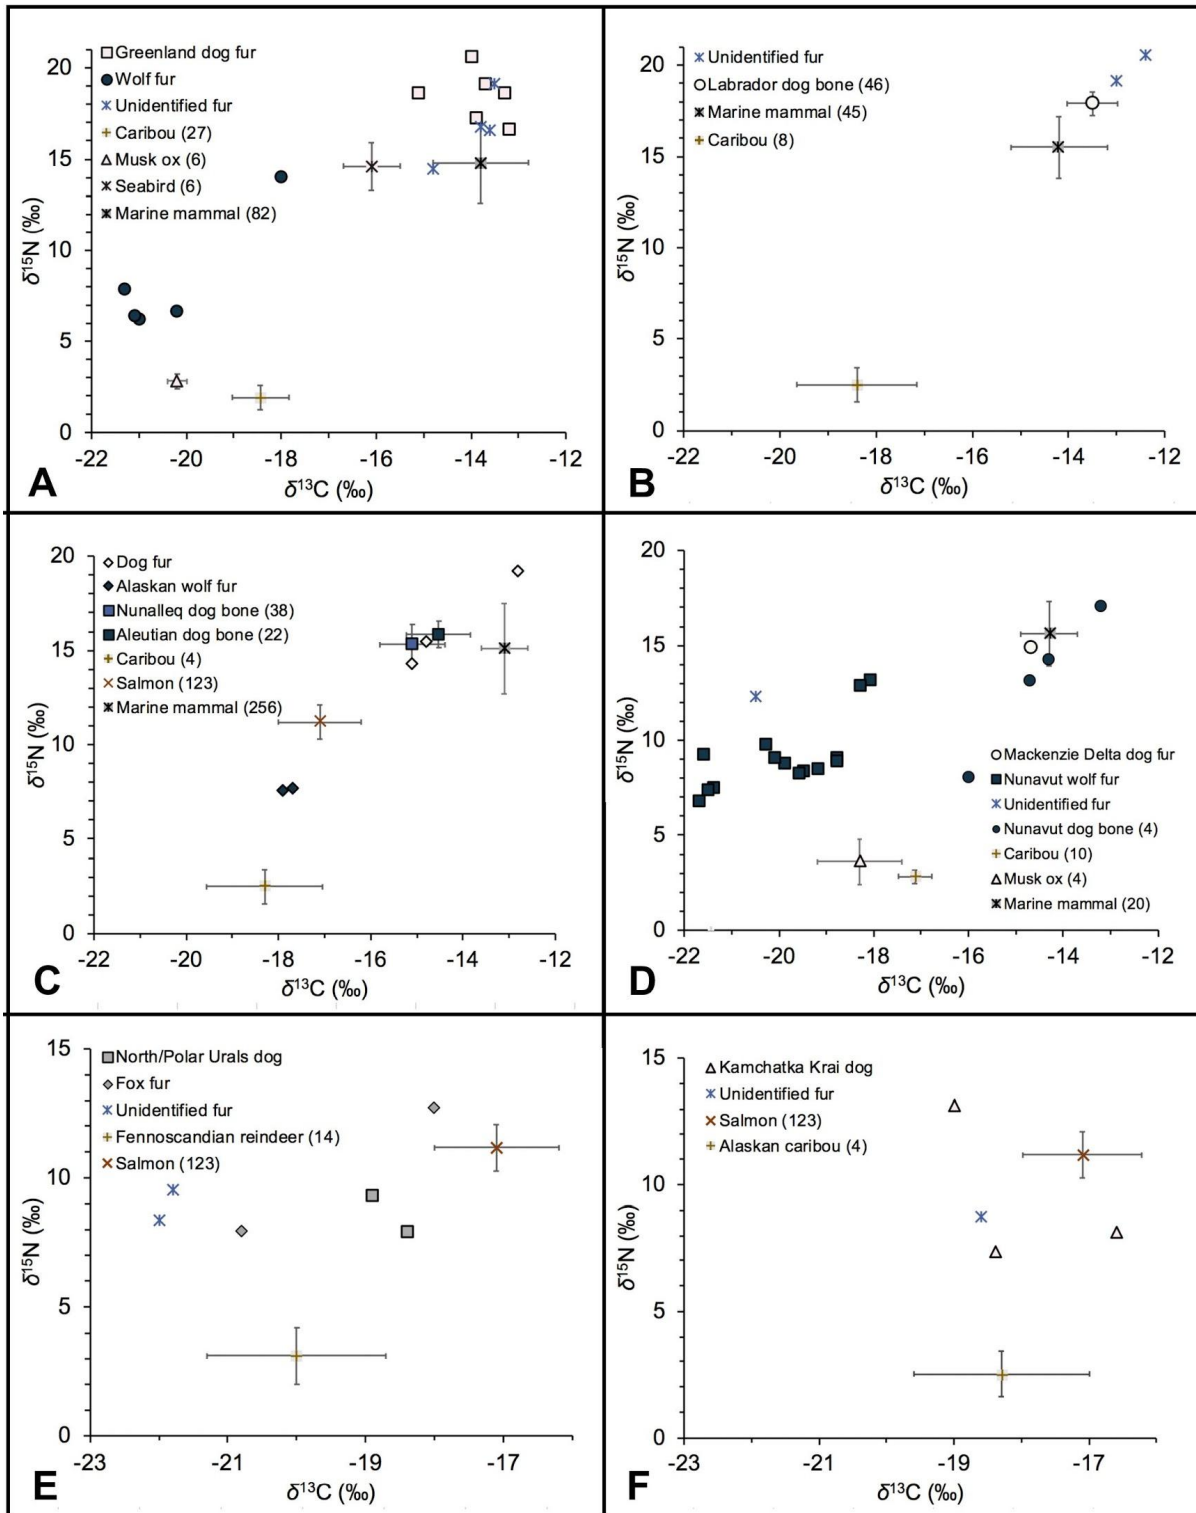 Greenland dog fur
Wolf fur
Unidentified fur
Caribou (27)
Musk ox (6)
Seabird (6)
Marine mammal (82)
20
15
10
5
0
δ15N (‰)
-22 -20 -18 -16 -14 -12
δ13C (‰)
A
Unidentified fur
Labrador dog bone (46)
Marine mammal (45)
Caribou (8)
20
15
10
5
0
δ15N (‰)
-22 -20 -18 -16 -14 -12
δ13C (‰)
B
Dog fur
Alaskan wolf fur
Nunalleq dog bone (38)
Aleutian dog bone (22)
Caribou (4)
Salmon (123)
Marine mammal (256)
20
15
10
5
0
δ15N (‰)
-22 -20 -18 -16 -14 -12
δ13C (‰)
C
Mackenzie Delta dog fur
Nunavut wolf fur
Unidentified fur
Nunavut dog bone (4)
Caribou (10)
Musk ox (4)
Marine mammal (20)
20
15
10
5
0
δ15N (‰)
-22 -20 -18 -16 -14 -12
δ13C (‰)
D
North/Polar Urals dog
Fox fur
Unidentified fur
Fennoscandian reindeer (14)
Salmon (123)
15
10
5
0
δ15N (‰)
-23 -21 -19 -17
δ13C (‰)
E
Kamchatka Krai dog
Unidentified fur
Salmon (123)
Alaskan caribou (4)
15
10
5
0
δ15N (‰)
-23 -21 -19 -17
δ13C (‰)
F